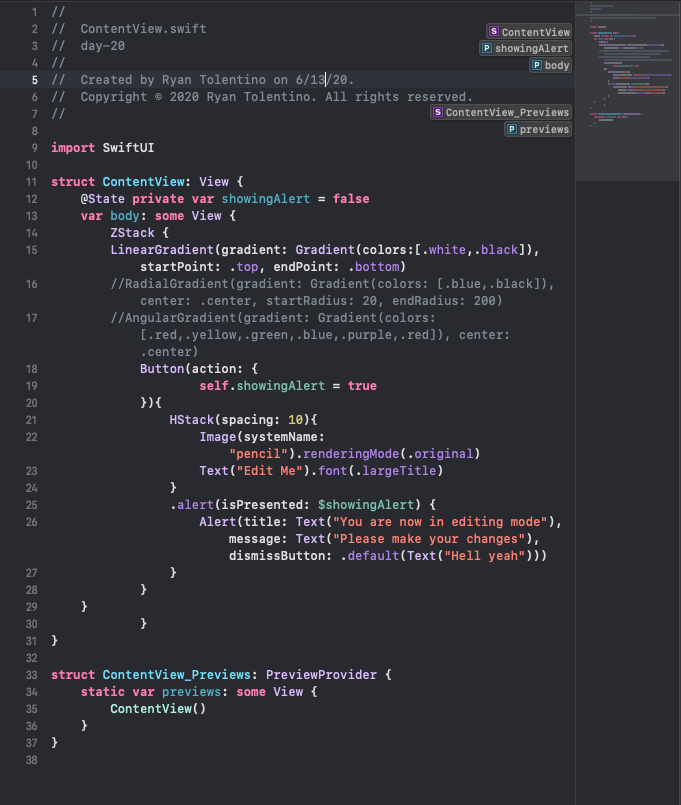 1 //
2 //  ContentView.swift
S ContentView
3 //  day-20
P showingAlert
4 //
P body
5 //  Created by Ryan Tolentino on 6/13/20.
6 //  Copyright © 2020 Ryan Tolentino. All rights reserved.
7 //
S ContentView_Previews
8
P previews
9 import SwiftUI
10
11 struct ContentView: View {
12     @State private var showingAlert = false
13     var body: some View {
14         ZStack {
15         LinearGradient(gradient: Gradient(colors:[.white,.black]),
            startPoint: .top, endPoint: .bottom)
16         //RadialGradient(gradient: Gradient(colors: [.blue,.black]),
            center: .center, startRadius: 20, endRadius: 200)
17         //AngularGradient(gradient: Gradient(colors:
            [.red,.yellow,.green,.blue,.purple,.red]), center:
            .center)
18             Button(action: {
19                     self.showingAlert = true
20             }){
21                 HStack(spacing: 10){
22                     Image(systemName:
                        "pencil").renderingMode(.original)
23                     Text("Edit Me").font(.largeTitle)
24                 }
25                 .alert(isPresented: $showingAlert) {
26                     Alert(title: Text("You are now in editing mode"),
                        message: Text("Please make your changes"),
                        dismissButton: .default(Text("Hell yeah")))
27                 }
28             }
29     }
30             }
31 }
32
33 struct ContentView_Previews: PreviewProvider {
34     static var previews: some View {
35         ContentView()
36     }
37 }
38